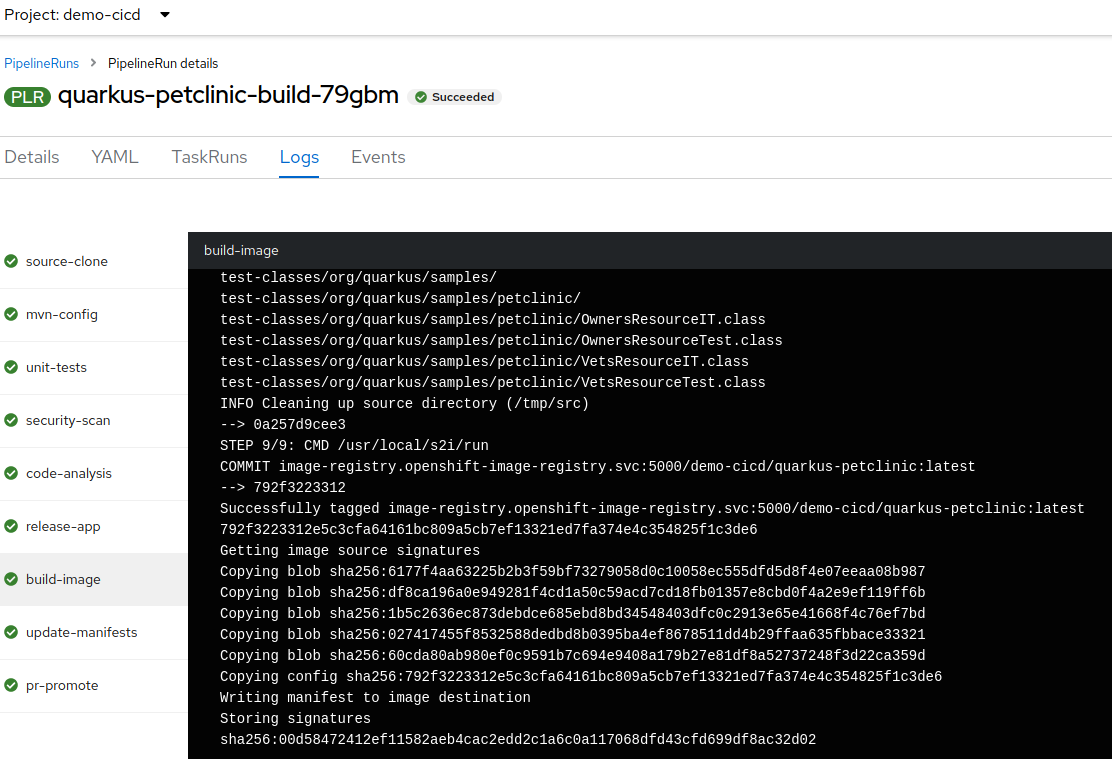 Project: demo-cicd
PipelineRuns > PipelineRun details
PLR quarkus-petclinic-build-79gbm Succeeded
Details YAML TaskRuns Logs Events
source-clone
mvn-config
unit-tests
security-scan
code-analysis
release-app
build-image
update-manifests
pr-promote
build-image
test-classes/org/quarkus/samples/
test-classes/org/quarkus/samples/petclinic/
test-classes/org/quarkus/samples/petclinic/OwnersResourceIT.class
test-classes/org/quarkus/samples/petclinic/OwnersResourceTest.class
test-classes/org/quarkus/samples/petclinic/VetsResourceIT.class
test-classes/org/quarkus/samples/petclinic/VetsResourceTest.class
INFO Cleaning up source directory (/tmp/src)
--> 0a257d9cee3
STEP 9/9: CMD /usr/local/s2i/run
COMMIT image-registry.openshift-image-registry.svc:5000/demo-cicd/quarkus-petclinic:latest
--> 792f3223312
Successfully tagged image-registry.openshift-image-registry.svc:5000/demo-cicd/quarkus-petclinic:latest
792f3223312e5c3cfa64161bc809a5cb7ef13321ed7fa374e4c354825f1c3de6
Getting image source signatures
Copying blob sha256:6177f4aa63225b2b3f59bf73279058d0c10058ec555dfd5d8f4e07eeaa08b987
Copying blob sha256:df8ca196a0e949281f4cd1a50c59acd7cd18fb01357e8cbd0f4a2e9ef119ff6b
Copying blob sha256:1b5c2636ec873debdce685ebd8bd34548403dfc0c2913e65e41668f4c76ef7bd
Copying blob sha256:027417455f8532588dedbd8b0395ba4ef8678511dd4b29ffaa635fbbace33321
Copying blob sha256:60cda80ab980ef0c9591b7c694e9408a179b27e81df8a52737248f3d22ca359d
Copying config sha256:792f3223312e5c3cfa64161bc809a5cb7ef13321ed7fa374e4c354825f1c3de6
Writing manifest to image destination
Storing signatures
sha256:00d58472412ef11582aeb4cac2edd2c1a6c0a117068dfd43cfd699df8ac32d02